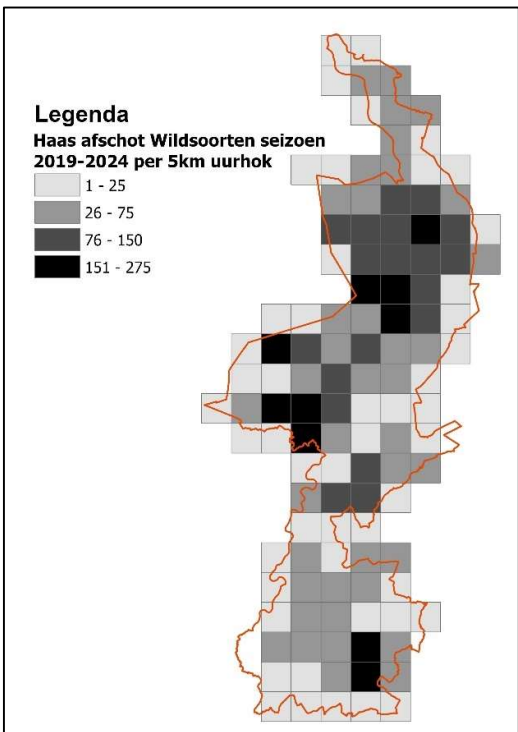 Legenda
Haas afschot Wildsoorten seizoen
2019-2024 per 5km uurhok
1 - 25
26 - 75
76 - 150
151 - 275